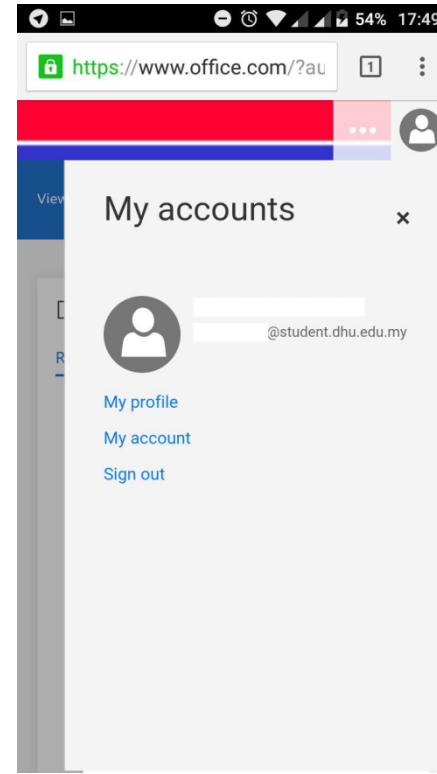 54% 17:49
https://www.office.com/?au
1
View
My accounts
×
D
R
@student.dhu.edu.my
My profile
My account
Sign out